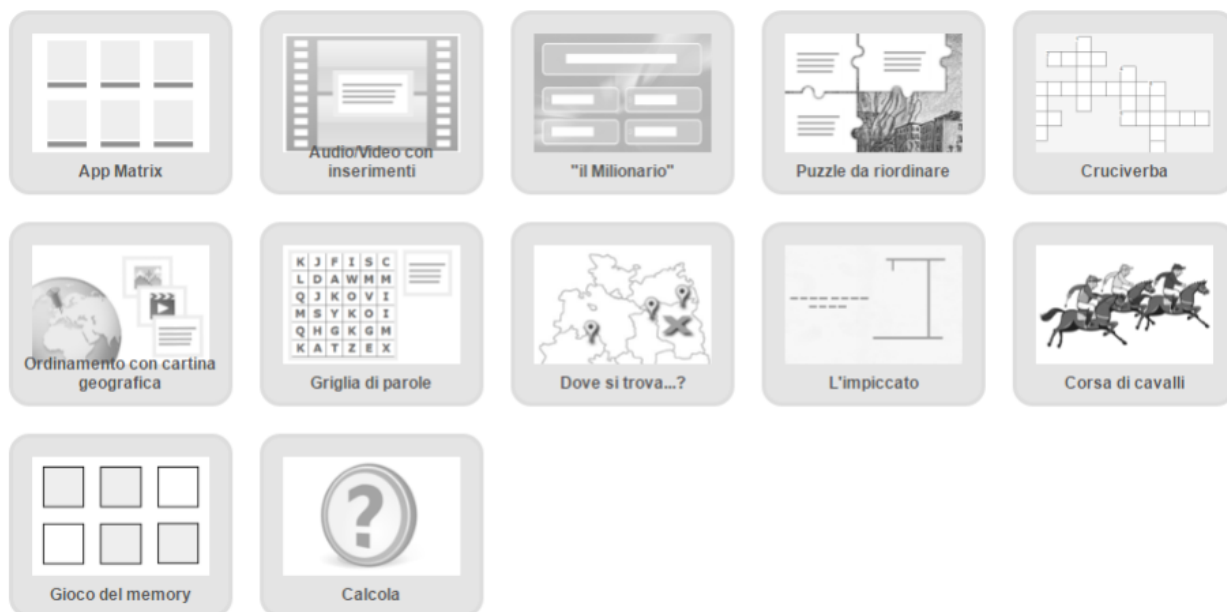 App Matrix
Audio/Video con
inserimenti
"il Milionario"
Puzzle da riordinare
Cruciverba
K J F I S C
L D A W M M
Q J K O V I
M S Y K O I
Q H G K G M
K A T Z E X
Ordinamento con cartina
geografica
Griglia di parole
Dove si trova...?
L'impiccato
Corsa di cavalli
?
Gioco del memory
Calcola